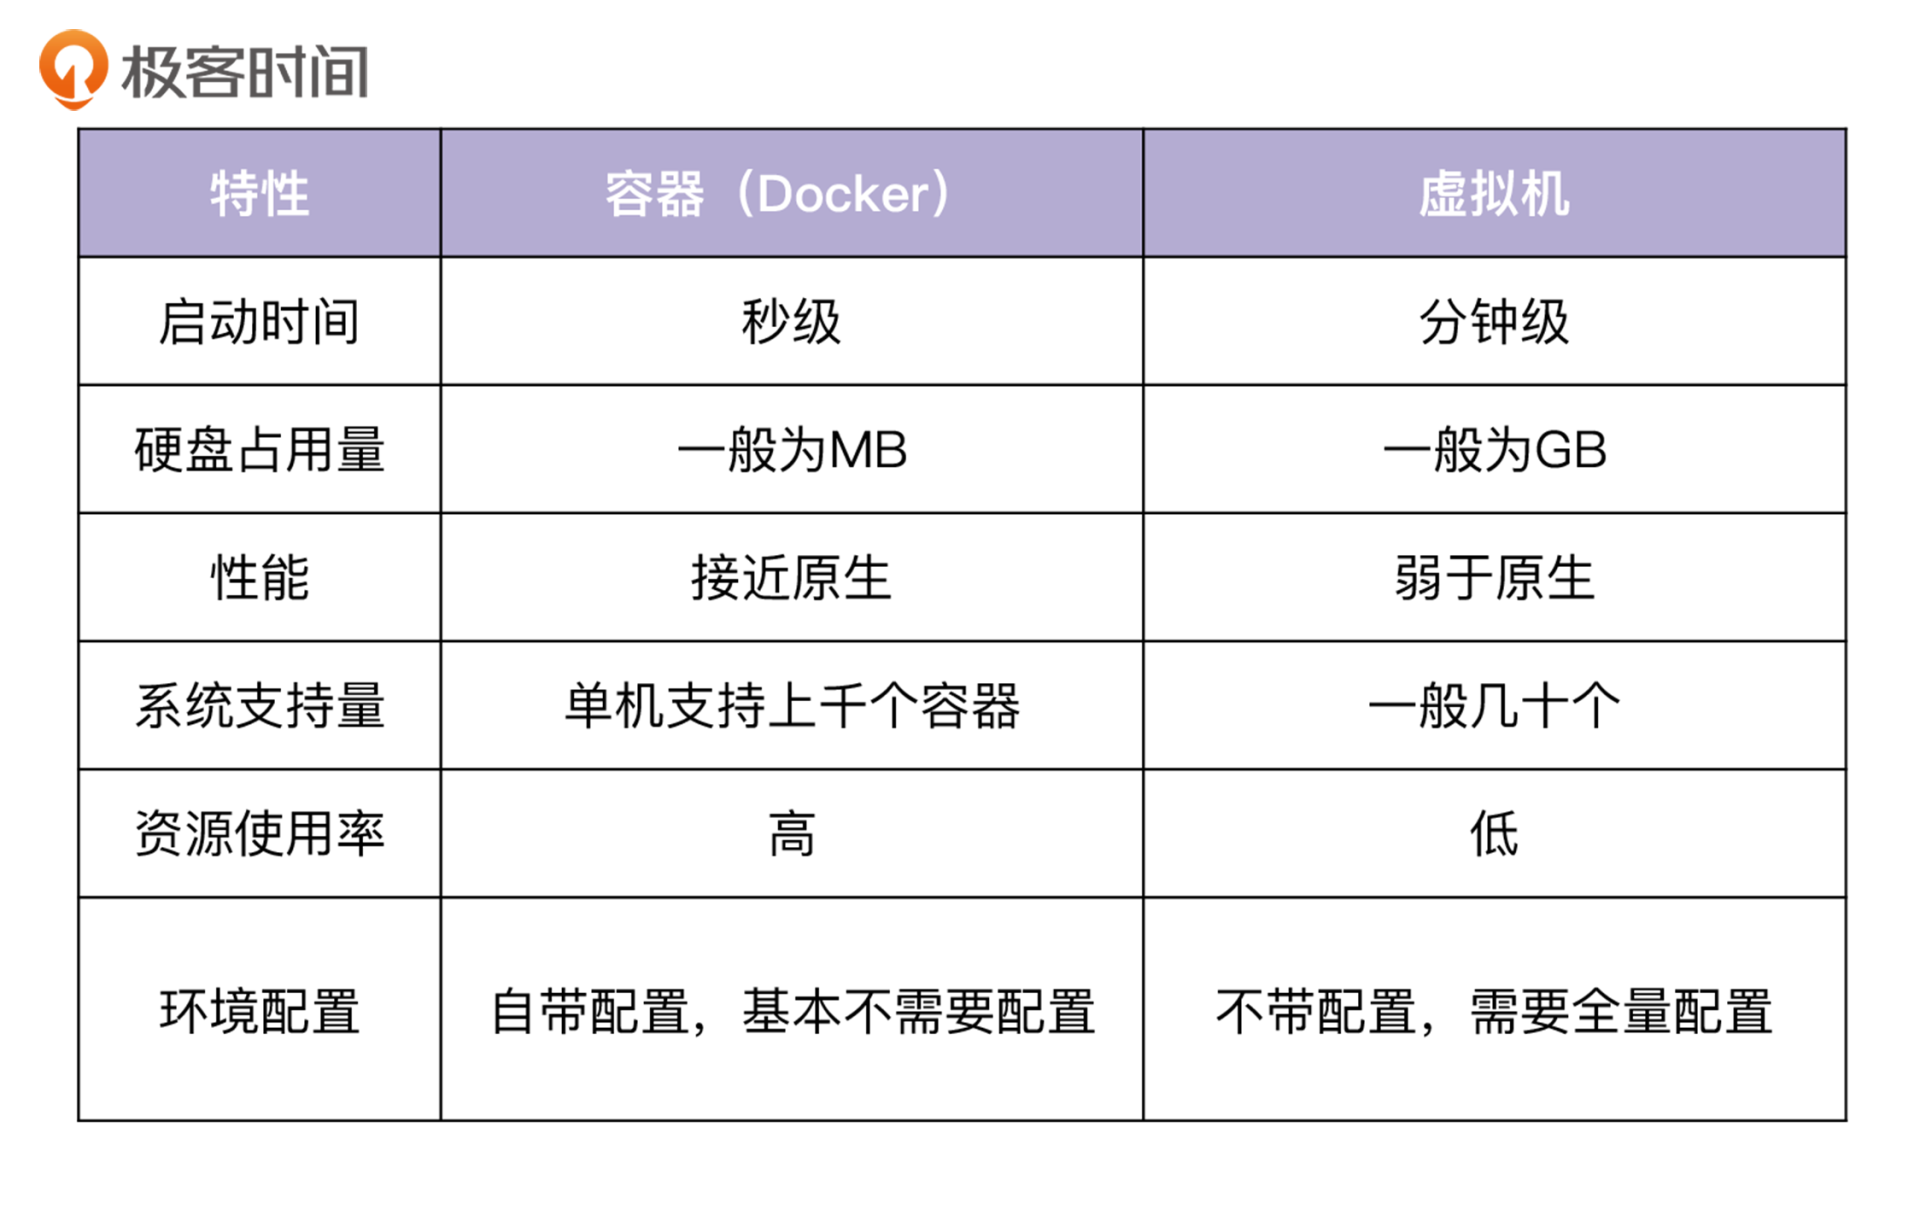 极客时间
特性 容器（Docker） 虚拟机
启动时间 秒级 分钟级
硬盘占用量 一般为MB 一般为GB
性能 接近原生 弱于原生
系统支持量 单机支持上千个容器 一般几十个
资源使用率 高 低
环境配置 自带配置，基本不需要配置 不带配置，需要全量配置